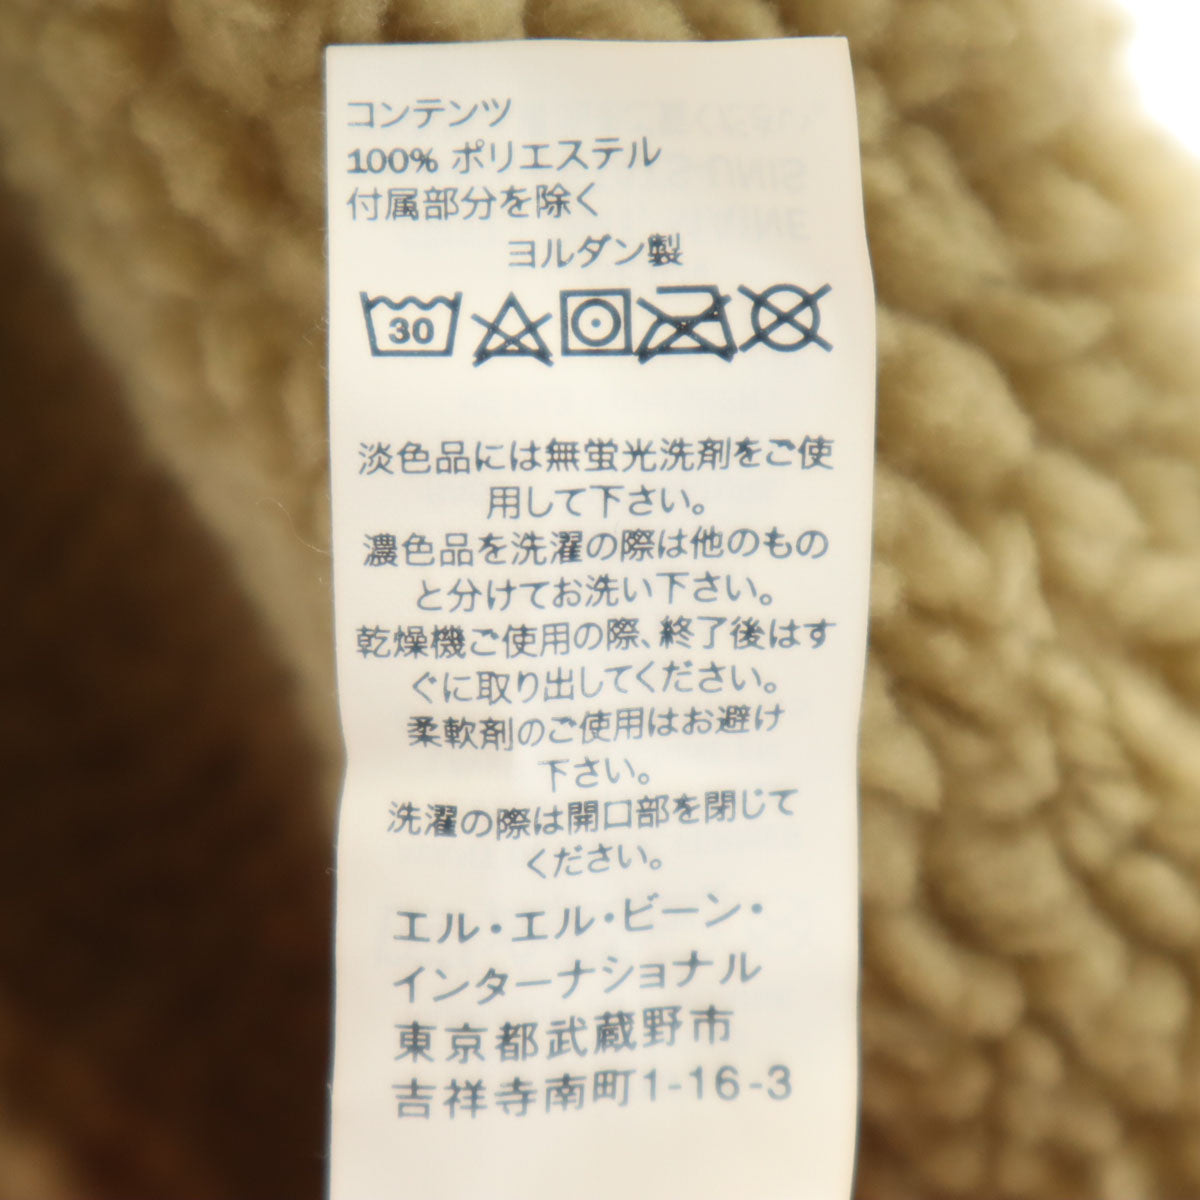 コンテンツ
100% ポリエステル
付属部分を除く
ヨルダン製
30
淡色品には無蛍光洗剤をご使
用して下さい。
濃色品を洗濯の際は他のもの
と分けてお洗い下さい。
乾燥機ご使用の際、終了後はす
ぐに取り出してください。
柔軟剤のご使用はお避け
下さい。
洗濯の際は開口部を閉じて
ください。
エル・エル・ビーン・
インターナショナル
東京都武蔵野市
吉祥寺南町1-16-3